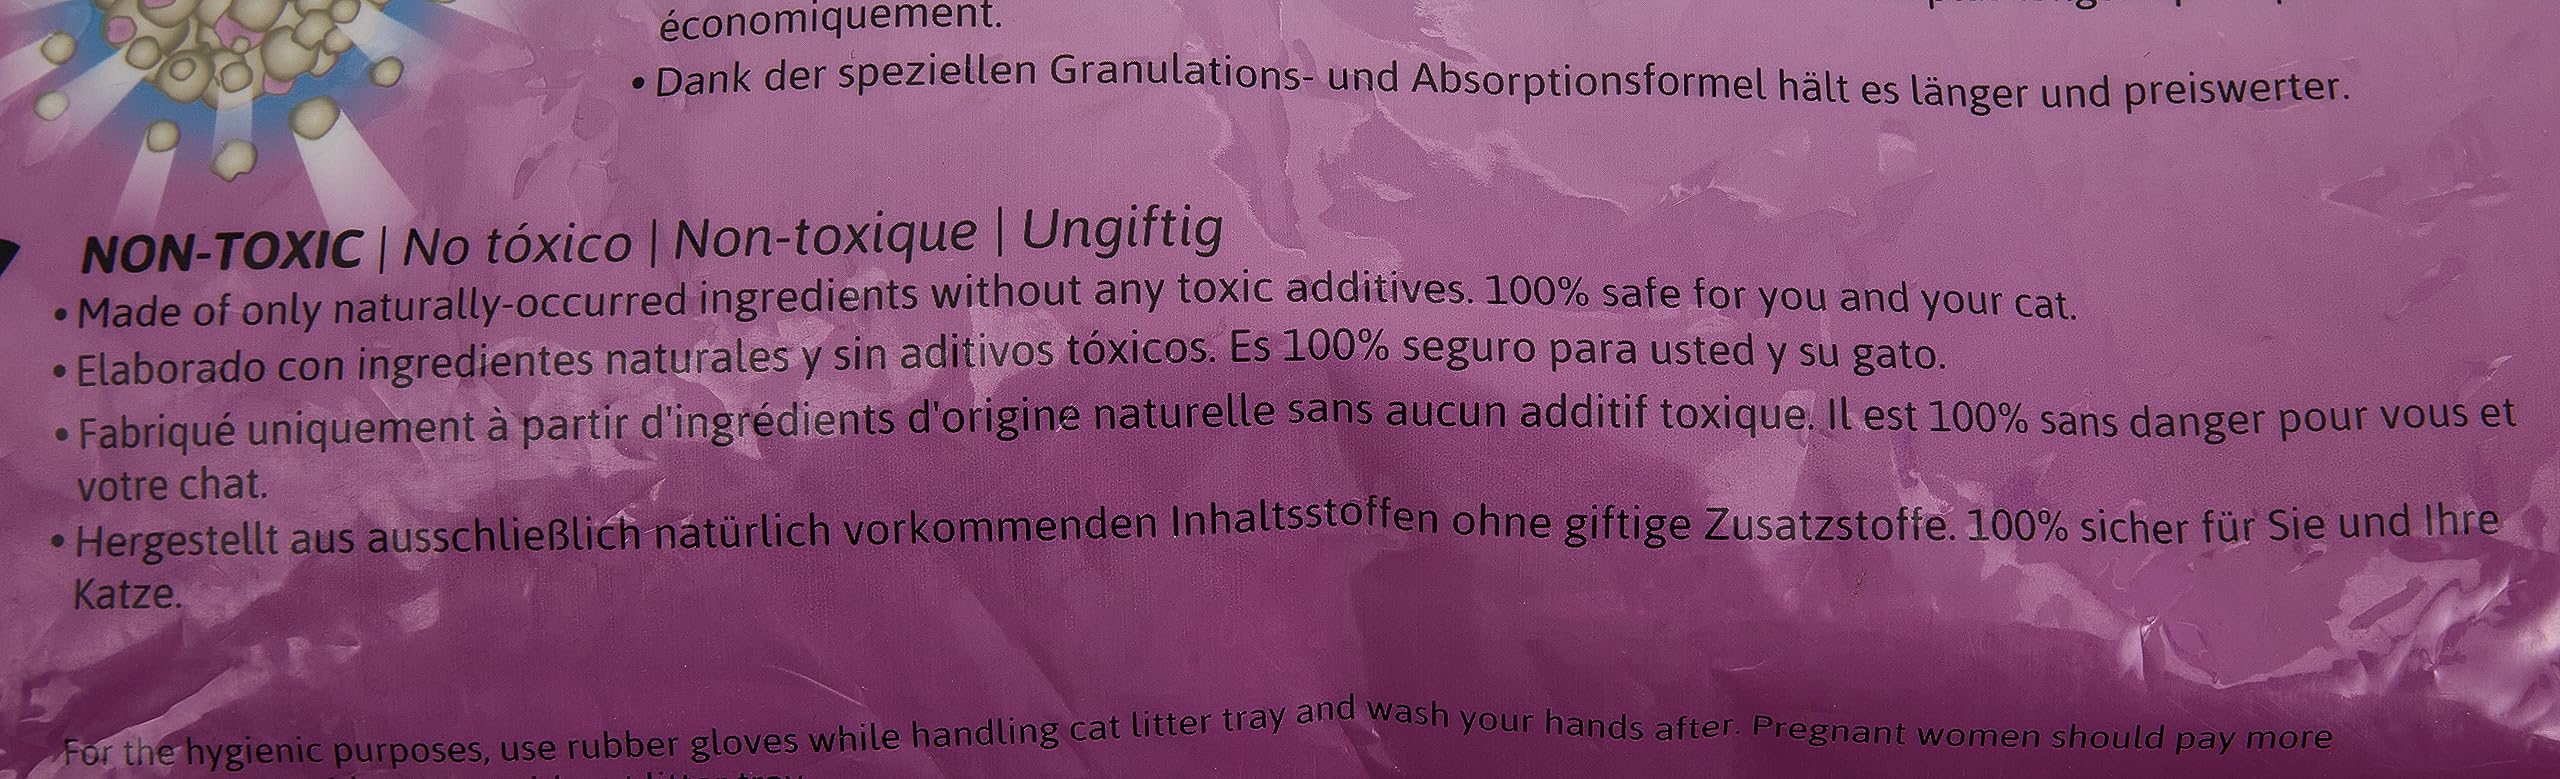 économiquement.
• Dank der speziellen Granulations- und Absorptionsformel hält es länger und preiswerter.
NON-TOXIC | No tóxico | Non-toxique | Ungiftig
• Made of only naturally-occurred ingredients without any toxic additives. 100% safe for you and your cat.
• Elaborado con ingredientes naturales y sin aditivos tóxicos. Es 100% seguro para usted y su gato.
• Fabriqué uniquement à partir d'ingrédients d'origine naturelle sans aucun additif toxique. Il est 100% sans danger pour vous et
votre chat.
• Hergestellt aus ausschließlich natürlich vorkommenden Inhaltsstoffen ohne giftige Zusatzstoffe. 100% sicher für Sie und Ihre
Katze.
For the hygienic purposes, use rubber gloves while handling cat litter tray and wash your hands after. Pregnant women should pay more
litter tray